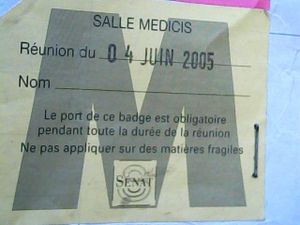 SALLE MEDICIS
Réunion du 04 JUIN 2005
Nom
Le port de ce badge est obligatoire
pendant toute la durée de la réunion
Ne pas appliquer sur des matières fragiles
SENAT
M